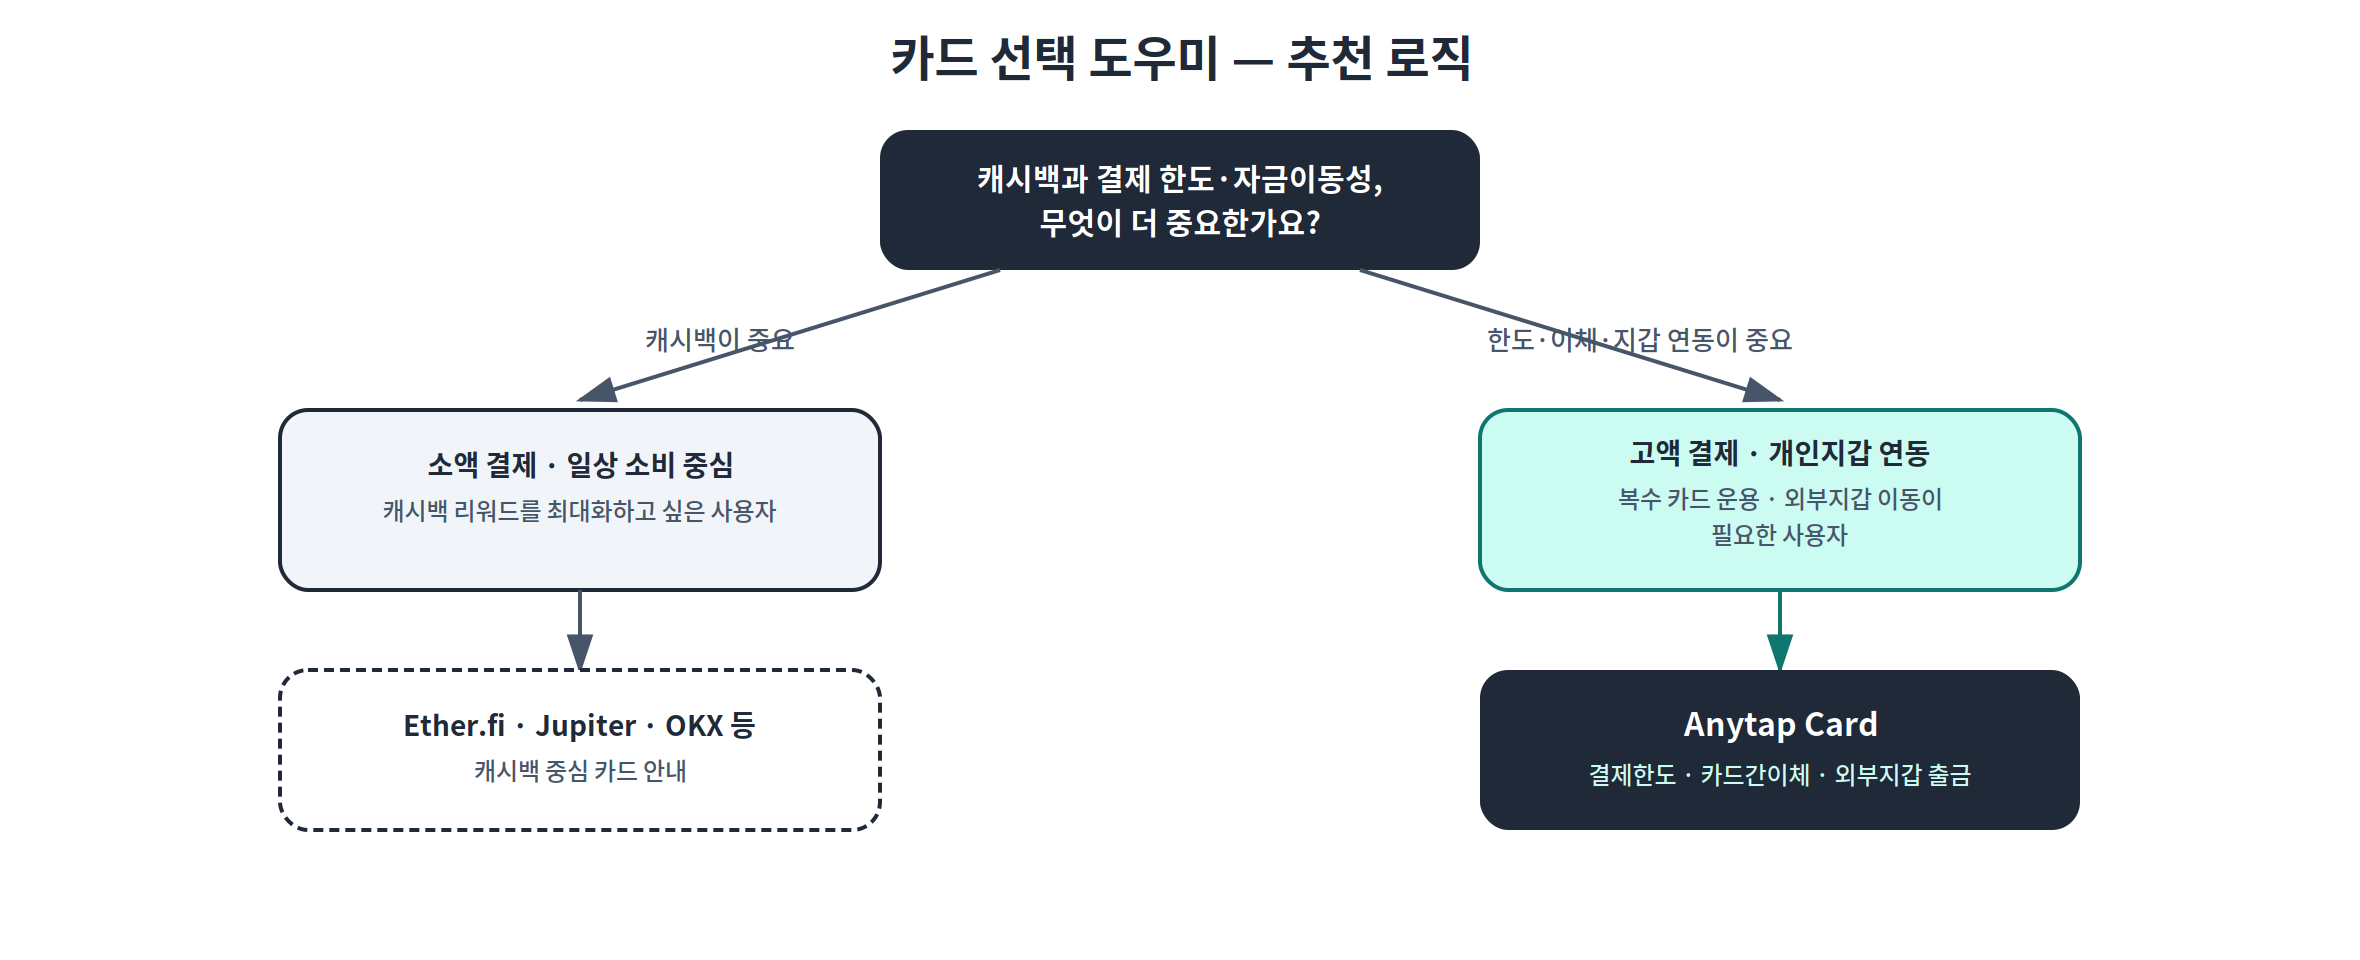 카드 선택 도우미 — 추천 로직
캐시백과 결제 한도·자금이동성,
무엇이 더 중요한가요?
캐시백이 중요
한도·이체·지갑 연동이 중요
소액 결제 · 일상 소비 중심
캐시백 리워드를 최대화하고 싶은 사용자
고액 결제 · 개인지갑 연동
복수 카드 운용 · 외부지갑 이동이
필요한 사용자
Ether.fi · Jupiter · OKX 등
캐시백 중심 카드 안내
Anytap Card
결제한도 · 카드간이체 · 외부지갑 출금